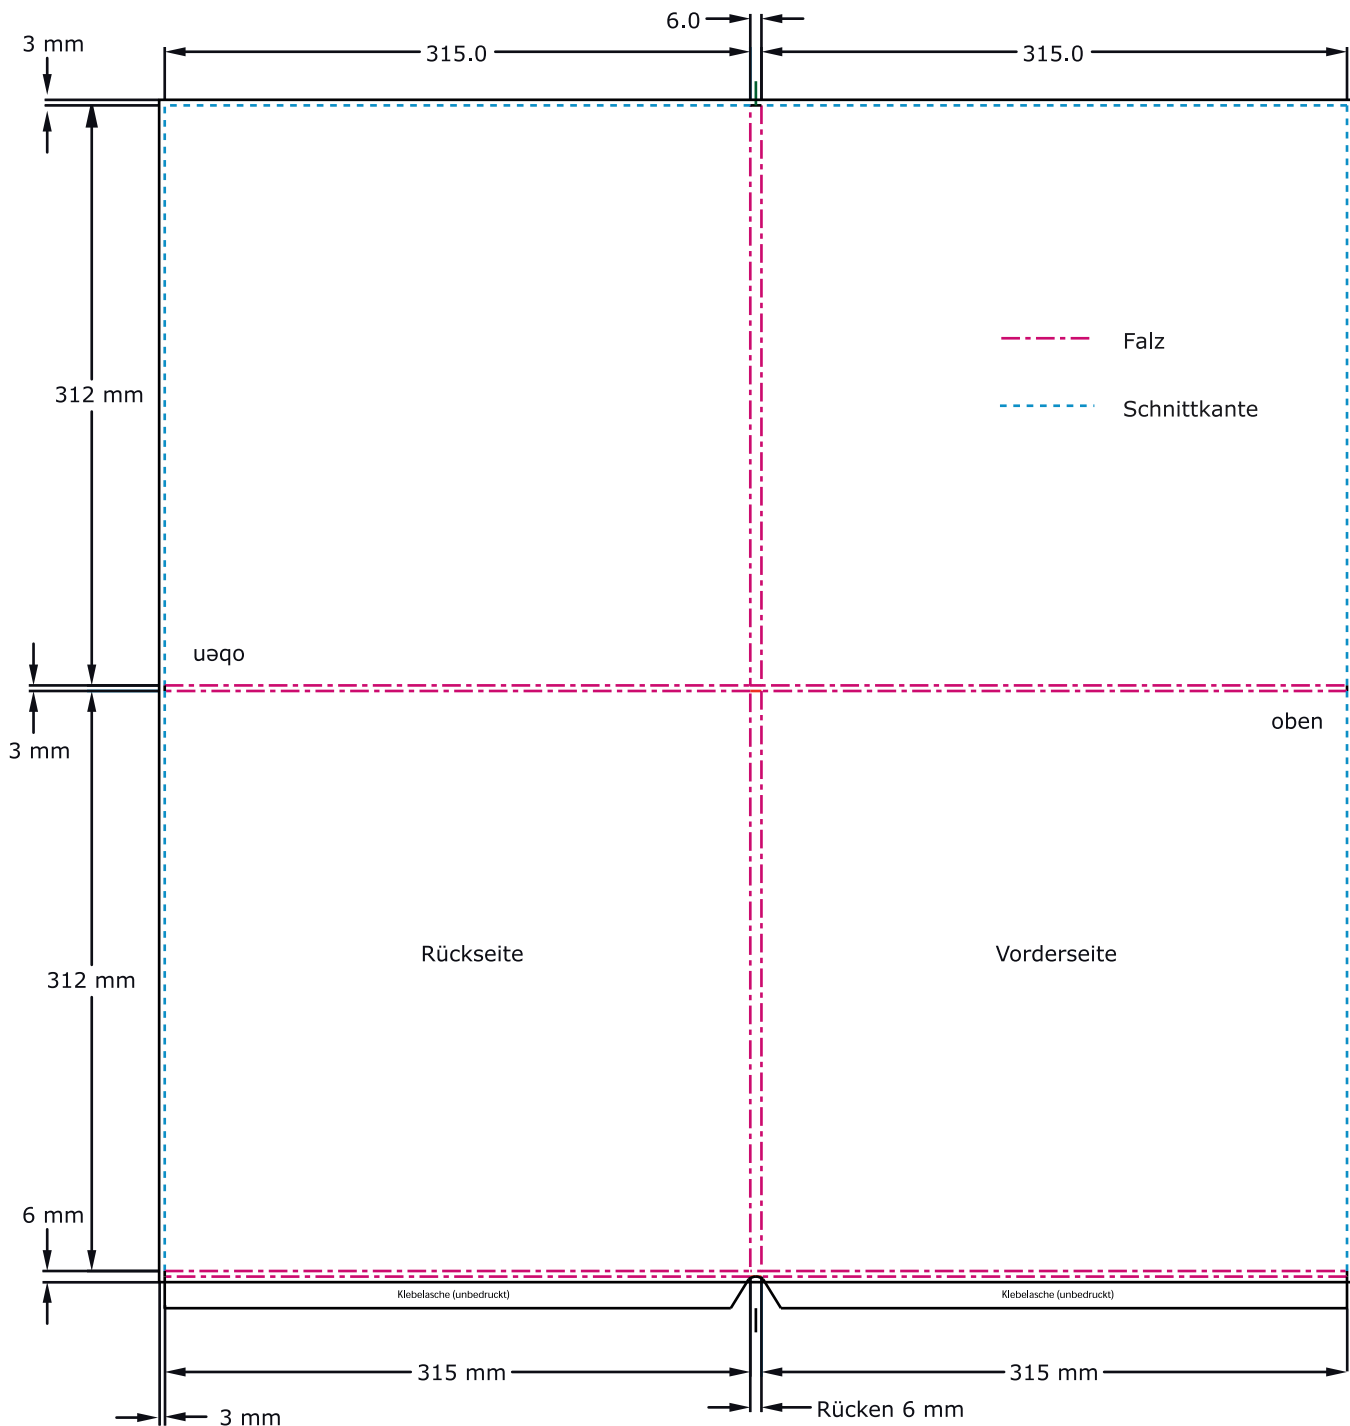 6.0
3 mm
315.0
315.0
Falz
312 mm
Schnittkante
oben
oben
3 mm
Rückseite
Vorderseite
312 mm
6 mm
Klebelasche (unbedruckt)
Klebelasche (unbedruckt)
315 mm
315 mm
3 mm
Rücken 6 mm